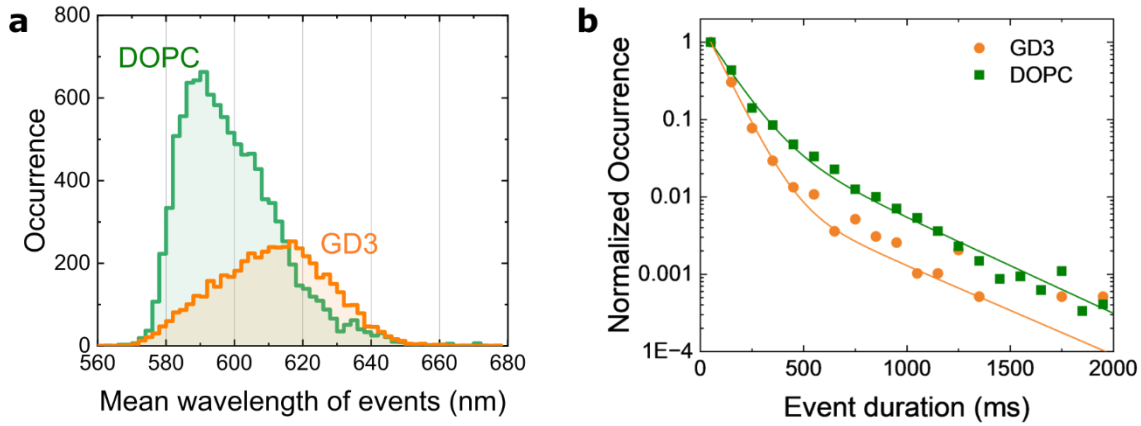 a
800
600
400
200
0
Occurrence
DOPC
GD3
560 580 600 620 640 660 680
Mean wavelength of events (nm)
b
1
0.1
0.01
0.001
1E−4
Normalized Occurrence
GD3
DOPC
0 500 1000 1500 2000
Event duration (ms)